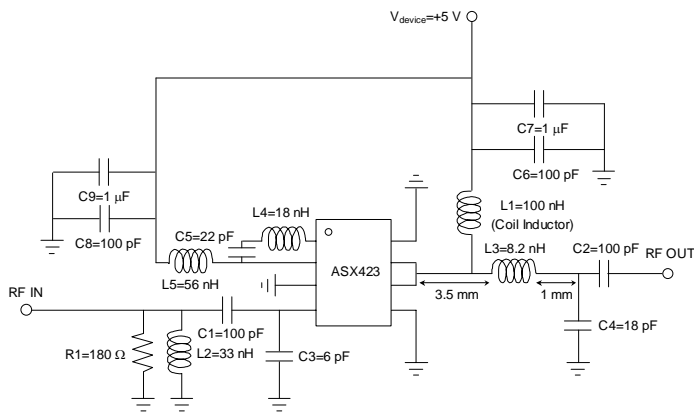 Vdevice=+5 V
C7=1 μF
C6=100 pF
C9=1 μF
C8=100 pF
L4=18 nH
C5=22 pF
L5=56 nH
ASX423
L1=100 nH
(Coil Inductor)
L3=8.2 nH
C2=100 pF
RF OUT
3.5 mm
1 mm
C4=18 pF
RF IN
C1=100 pF
R1=180 Ω
L2=33 nH
C3=6 pF